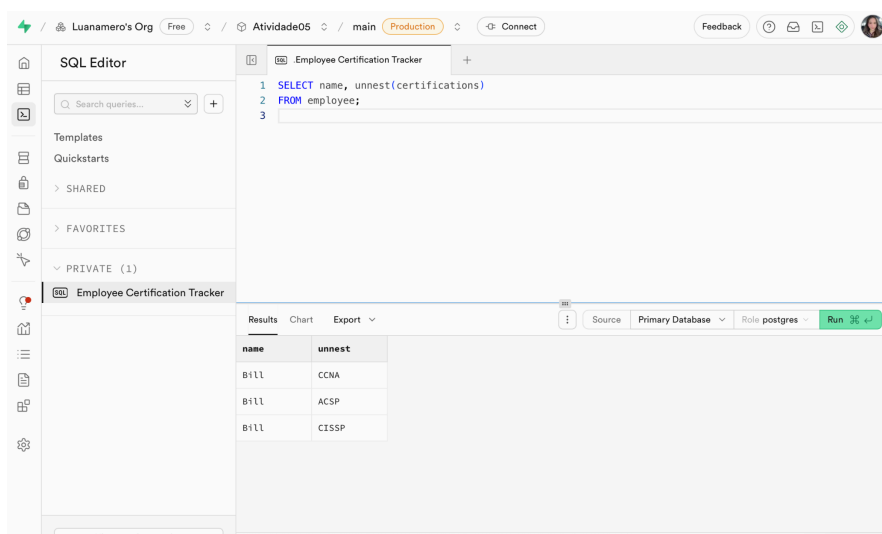 / Luanamero's Org Free / Atividade05 / main Production Connect Feedback
SQL Editor
Search queries...
Templates
Quickstarts
> SHARED
> FAVORITES
PRIVATE (1)
SQL Employee Certification Tracker
SQL .Employee Certification Tracker +
1 SELECT name, unnest(certifications)
2 FROM employee;
3
Results Chart Export Source Primary Database Role postgres Run ⌘ ↵
name unnest
Bill CCNA
Bill ACSP
Bill CISSP